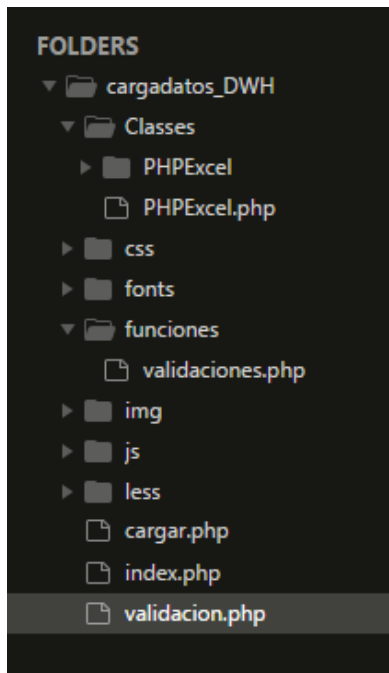 FOLDERS
cargadatos_DWH
Classes
PHPExcel
PHPExcel.php
css
fonts
funciones
validaciones.php
img
js
less
cargar.php
index.php
validacion.php